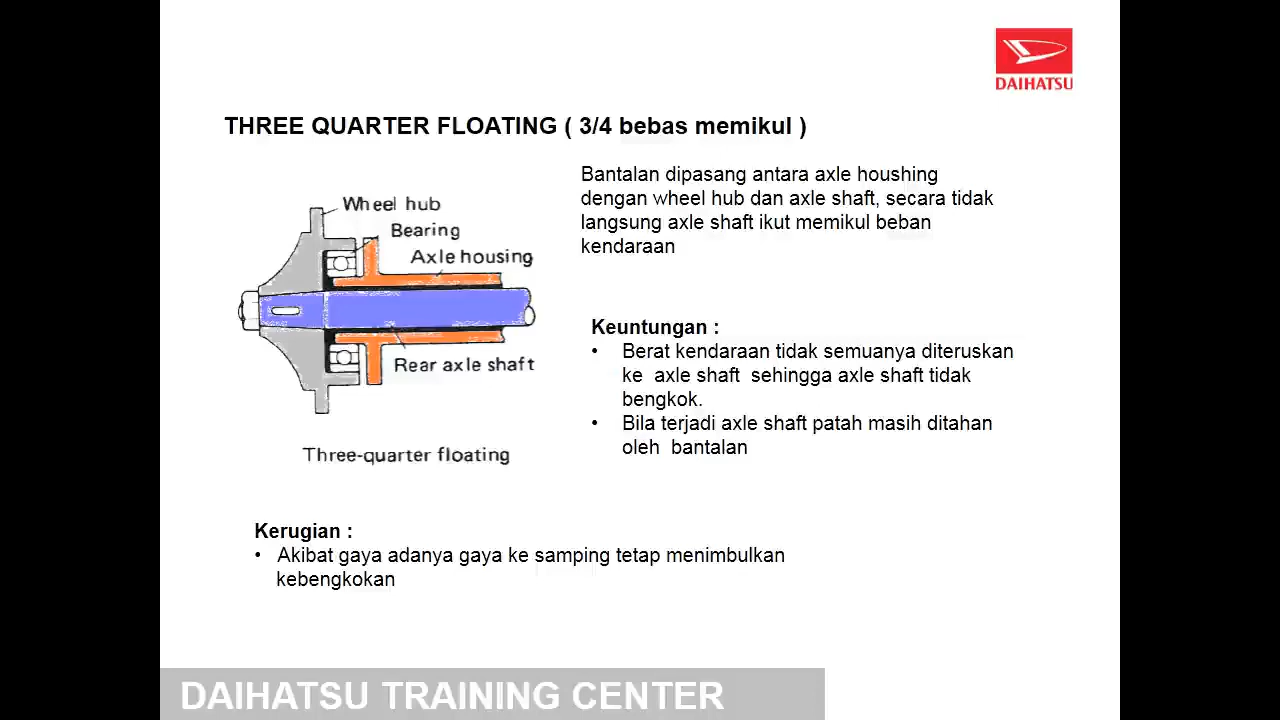 DAIHATSU
THREE QUARTER FLOATING ( 3/4 bebas memikul )
Bantalan dipasang antara axle houshing
dengan wheel hub dan axle shaft, secara tidak
langsung axle shaft ikut memikul beban
kendaraan
Wheel hub
Bearing
Axle housing
Rear axle shaft
Three-quarter floating
Keuntungan :
• Berat kendaraan tidak semuanya diteruskan
ke axle shaft sehingga axle shaft tidak
bengkok.
• Bila terjadi axle shaft patah masih ditahan
oleh bantalan
Kerugian :
• Akibat gaya adanya gaya ke samping tetap menimbulkan
kebengkokan
DAIHATSU TRAINING CENTER